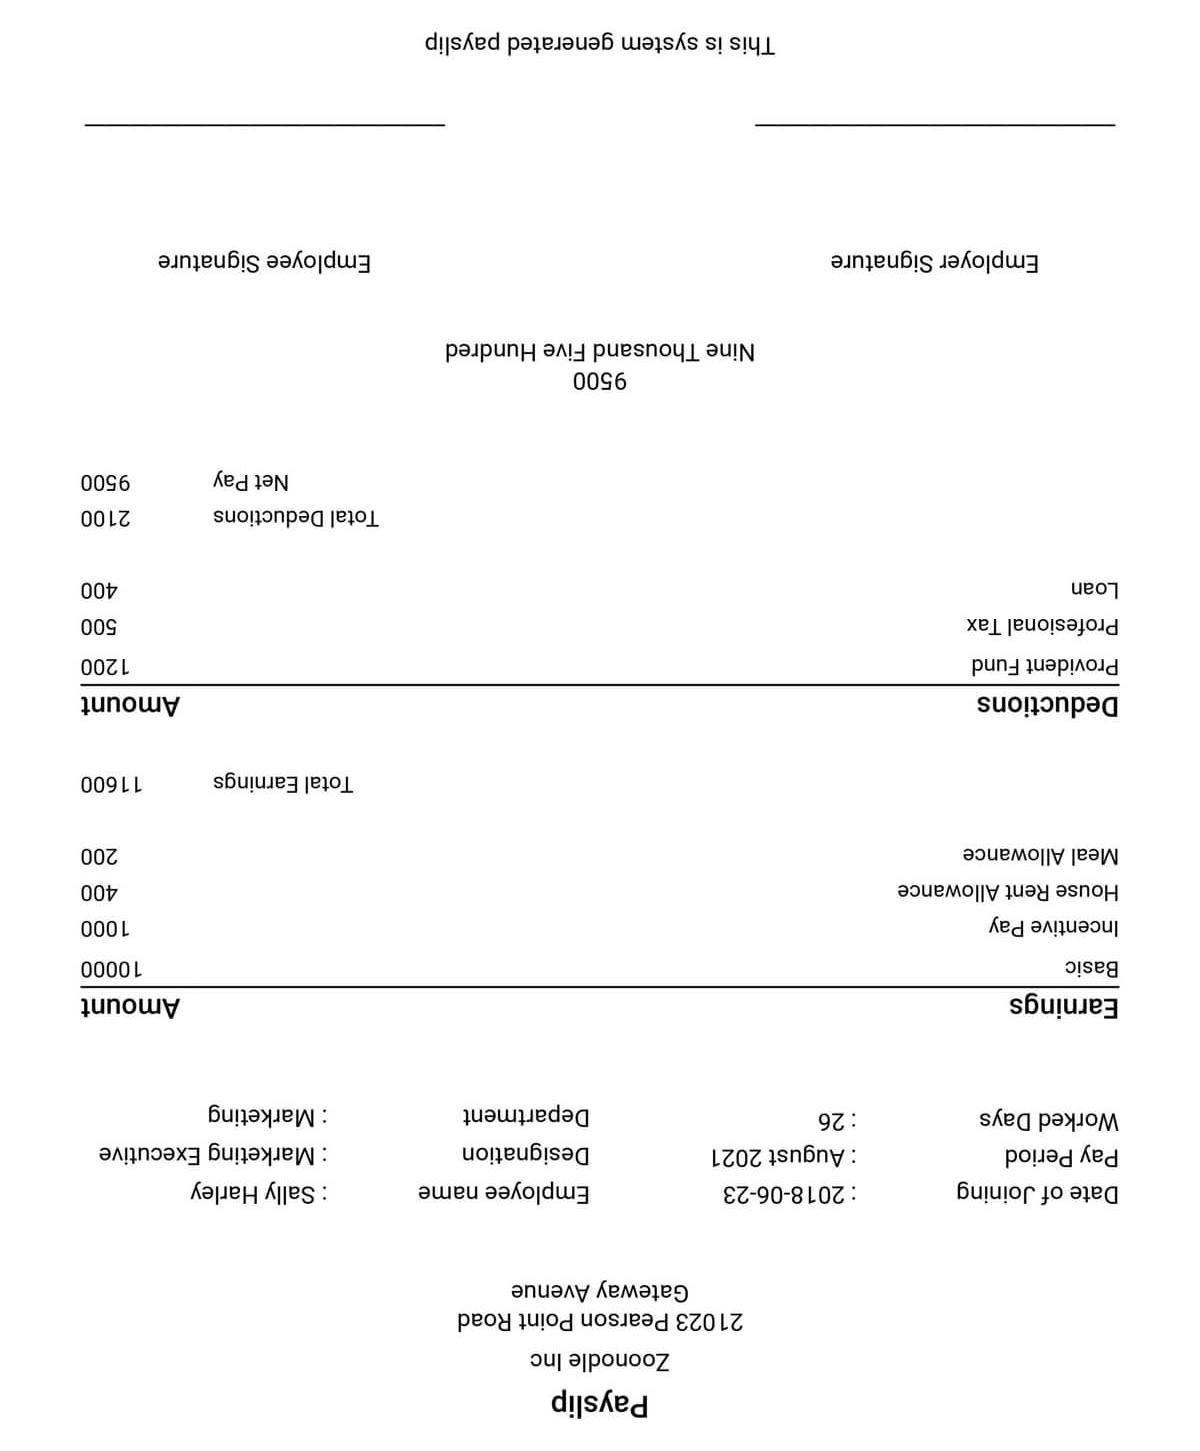 Payslip
Zoonodle Inc
21023 Pearson Point Road
Gateway Avenue
Date of Joining : 2018-06-23 Employee name : Sally Harley
Pay Period : August 2021 Designation : Marketing Executive
Worked Days : 26 Department : Marketing
Earnings Amount
Basic 10000
Incentive Pay 1000
House Rent Allowance 400
Meal Allowance 200
Total Earnings 11600
Deductions Amount
Provident Fund 1200
Profesional Tax 500
Loan 400
Total Deductions 2100
Net Pay 9500
9500
Nine Thousand Five Hundred
Employer Signature Employee Signature
This is system generated payslip